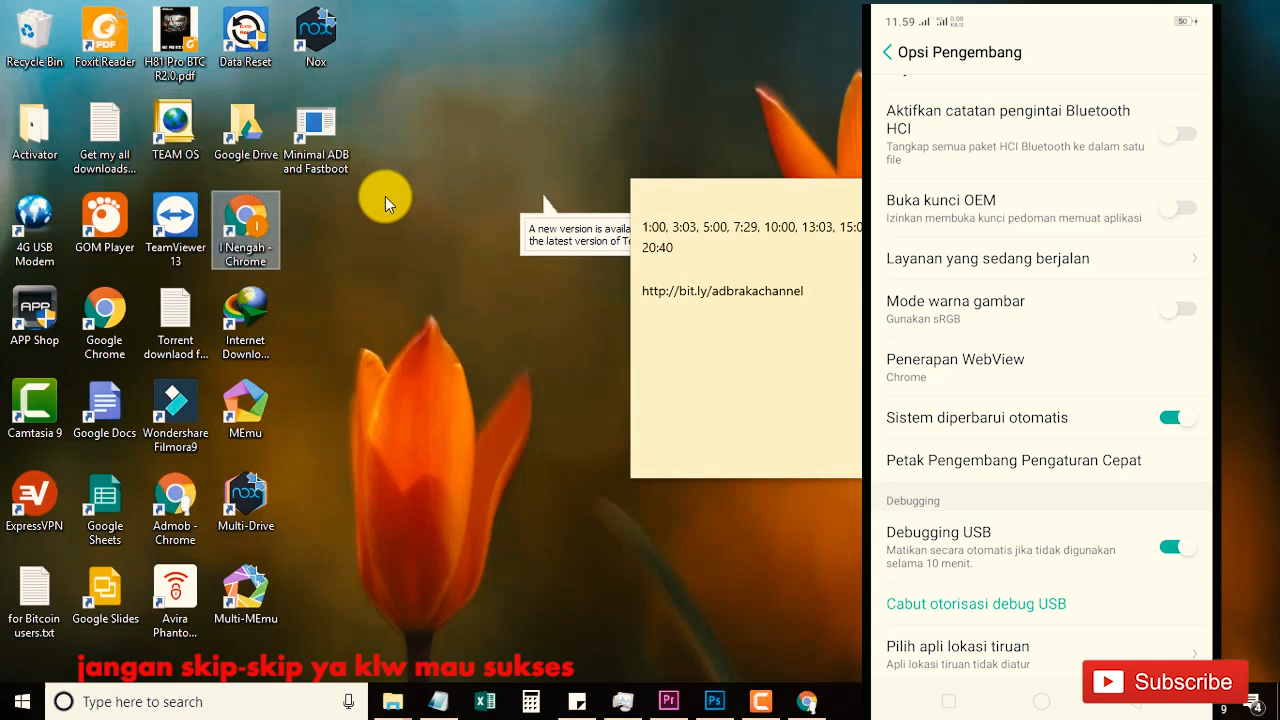 Recycle Bin
Foxit Reader
H81 Pro BTC
R2.0.pdf
Data Reset
Nox
Activator
Get my all
downloads...
TEAM OS
Google Drive
Minimal ADB
and Fastboot
4G USB
Modem
GOM Player
TeamViewer
13
I Nengah -
Chrome
APP Shop
Google
Chrome
Torrent
downlaod f...
Internet
Downlo...
Camtasia 9
Google Docs
Wondershare
Filmora9
MEmu
ExpressVPN
Google
Sheets
Admob -
Chrome
Multi-Drive
for Bitcoin
users.txt
Google Slides
Avira
Phanto...
Multi-MEmu
A new version is availa
the latest version of Te
1:00, 3:03, 5:00, 7:29, 10:00, 13:03, 15:0
20:40
http://bit.ly/adbrakachannel
jangan skip-skip ya klw mau sukses
Type here to search
11.59
0.00
KB/S
50
Opsi Pengembang
Aktifkan catatan pengintai Bluetooth
HCI
Tangkap semua paket HCI Bluetooth ke dalam satu
file
Buka kunci OEM
Izinkan membuka kunci pedoman memuat aplikasi
Layanan yang sedang berjalan
Mode warna gambar
Gunakan sRGB
Penerapan WebView
Chrome
Sistem diperbarui otomatis
Petak Pengembang Pengaturan Cepat
Debugging
Debugging USB
Matikan secara otomatis jika tidak digunakan
selama 10 menit.
Cabut otorisasi debug USB
Pilih apli lokasi tiruan
Apli lokasi tiruan tidak diatur
Subscribe
9
4